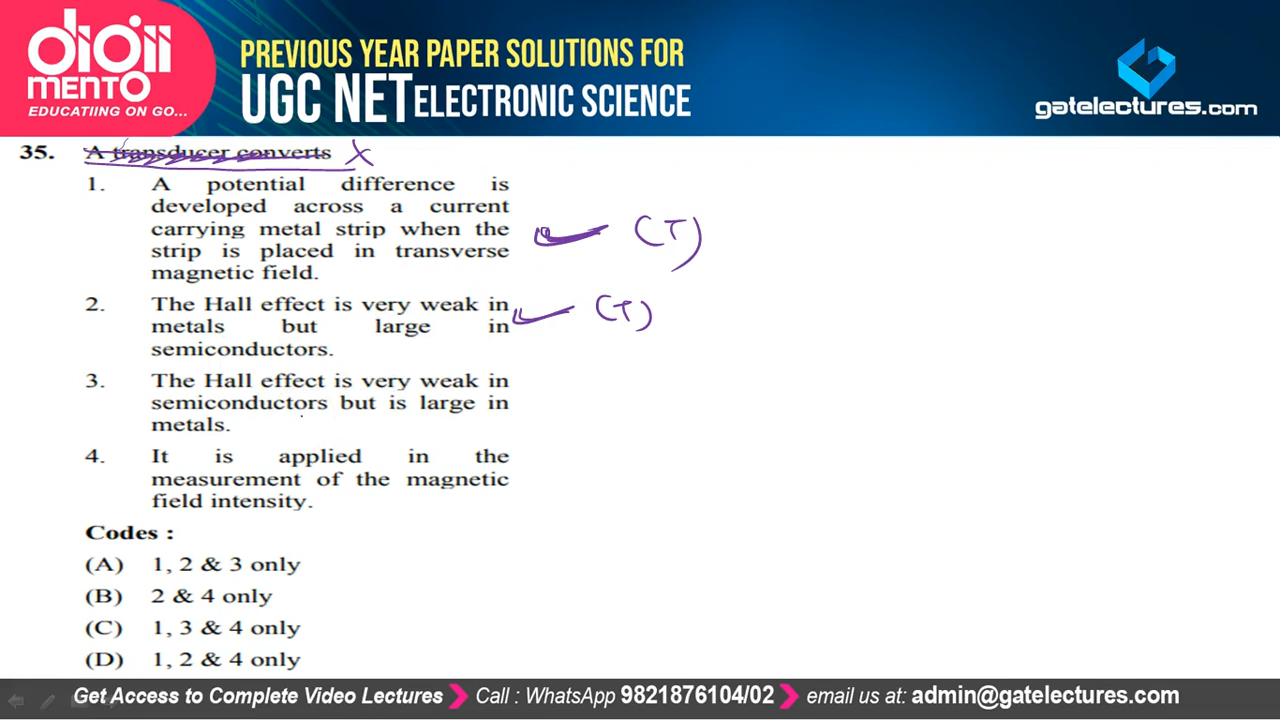 digii
MENTO
EDUCATIING ON GO...
PREVIOUS YEAR PAPER SOLUTIONS FOR
UGC NET ELECTRONIC SCIENCE
gatelectures.com
35. A transducer converts X
1. A potential difference is
developed across a current
carrying metal strip when the
strip is placed in transverse
magnetic field.
(T)
2. The Hall effect is very weak in
metals but large in
semiconductors.
(T)
3. The Hall effect is very weak in
semiconductors but is large in
metals.
4. It is applied in the
measurement of the magnetic
field intensity.
Codes :
(A) 1, 2 & 3 only
(B) 2 & 4 only
(C) 1, 3 & 4 only
(D) 1, 2 & 4 only
Get Access to Complete Video Lectures Call : WhatsApp 9821876104/02 email us at: admin@gatelectures.com